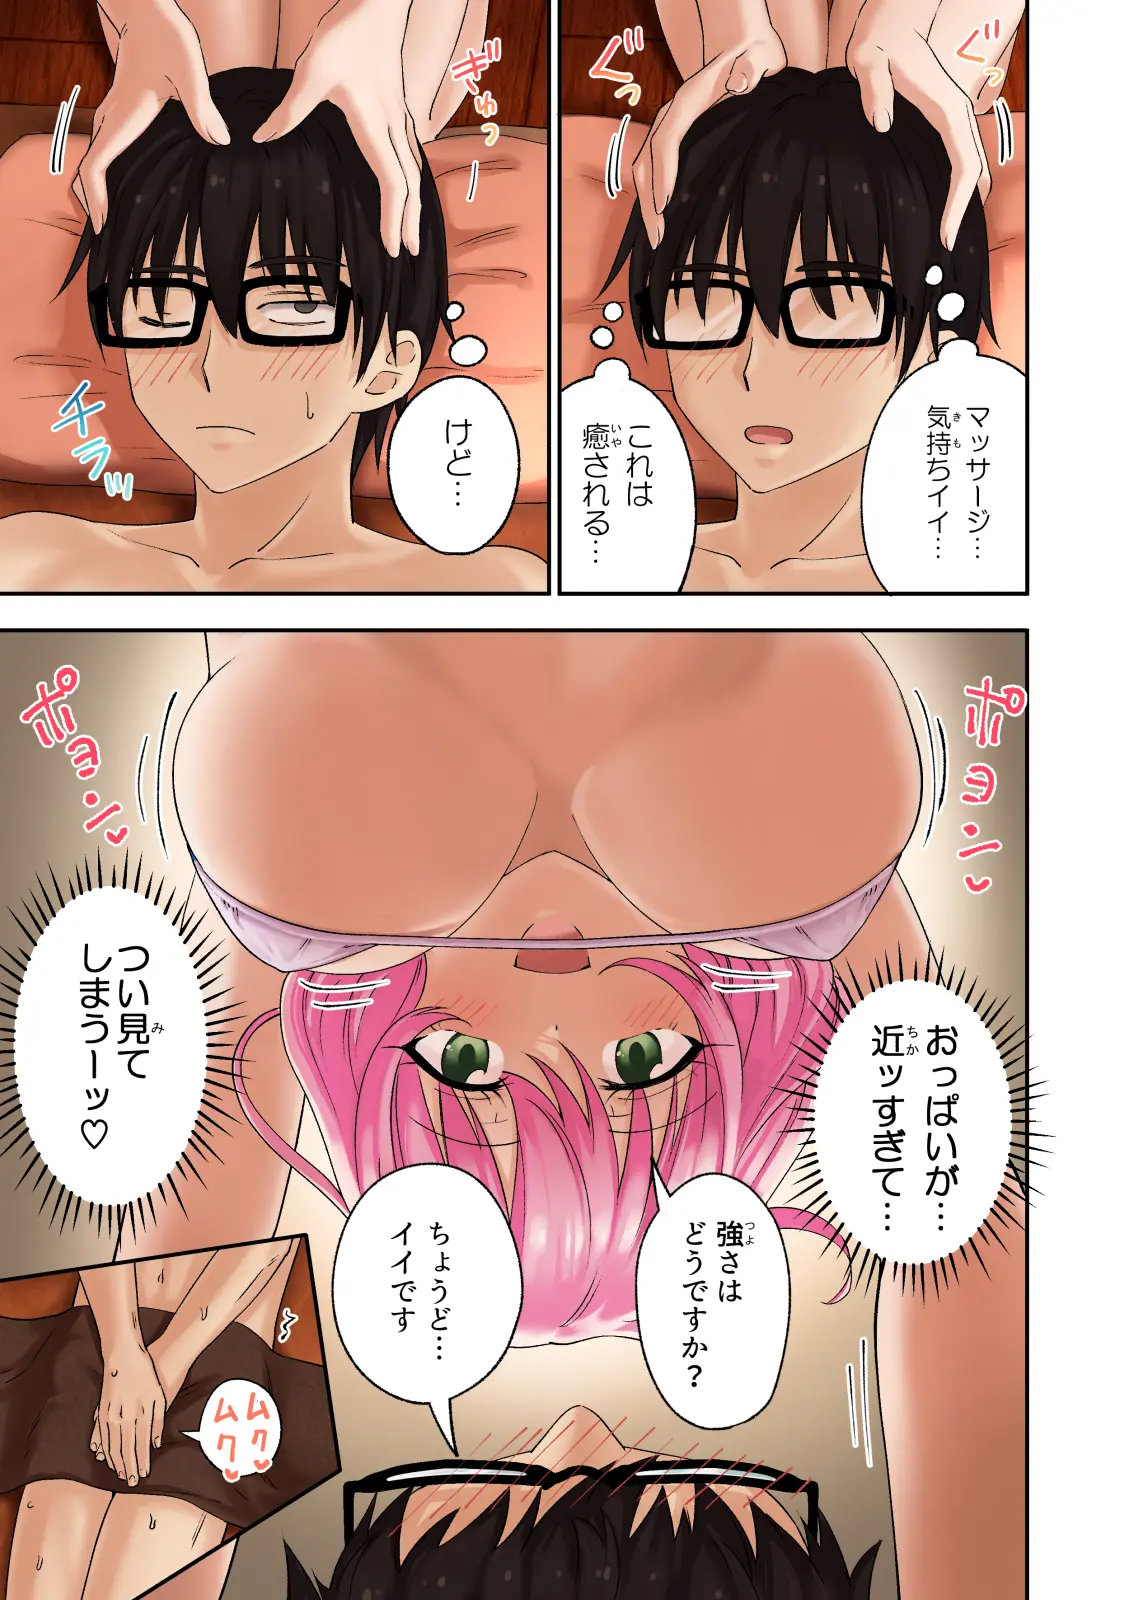 ぐっ
ぐっ
マッサージ…
気持ちイイ…
これは
癒される…
ぎゅっ
けど…
チラッ
ポヨン♥
ポヨン♥
おっぱいが…
近ッすぎて…
つい見て
しまうーッ♡
強さは
どうですか？
ちょうど…
イイです
ムク♥
ムク♥